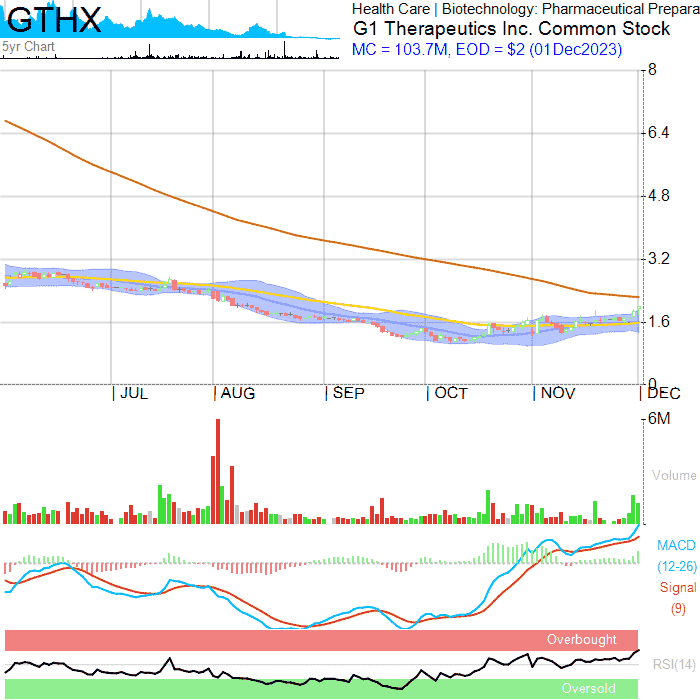 GTHX
5yr Chart
Health Care | Biotechnology: Pharmaceutical Prepara
G1 Therapeutics Inc. Common Stock
MC = 103.7M, EOD = $2 (01Dec2023)
8
6.4
4.8
3.2
1.6
0
JUL
AUG
SEP
OCT
NOV
DEC
6M
Volume
MACD
(12-26)
Signal
(9)
Overbought
RSI(14)
Oversold